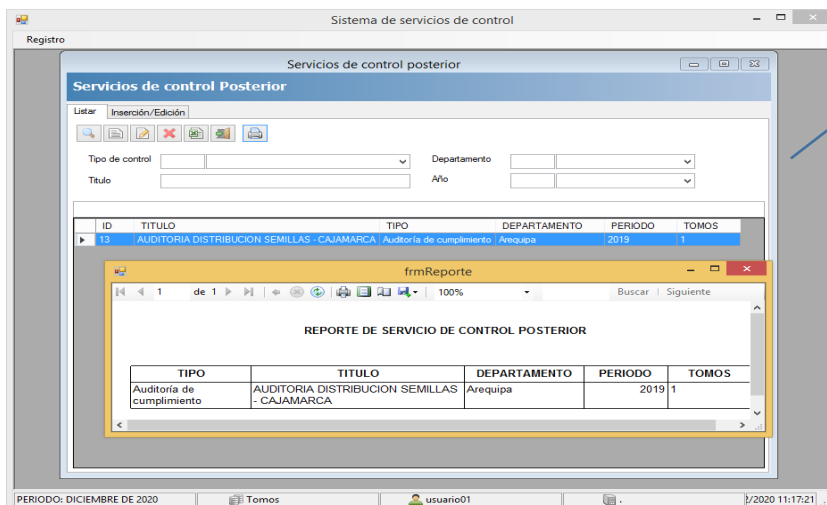 Sistema de servicios de control
Registro
Servicios de control posterior
Servicios de control Posterior
Listar Inserción/Edición
Tipo de control Departamento
Titulo Año
ID TITULO TIPO DEPARTAMENTO PERIODO TOMOS
13 AUDITORIA DISTRIBUCION SEMILLAS - CAJAMARCA Auditoría de cumplimiento Arequipa 2019 1
frmReporte
1 de 1 100% Buscar | Siguiente
REPORTE DE SERVICIO DE CONTROL POSTERIOR
TIPO TITULO DEPARTAMENTO PERIODO TOMOS
Auditoría de cumplimiento AUDITORIA DISTRIBUCION SEMILLAS - CAJAMARCA Arequipa 2019 1
PERIODO: DICIEMBRE DE 2020 Tomos usuario01 . 2/2020 11:17:21